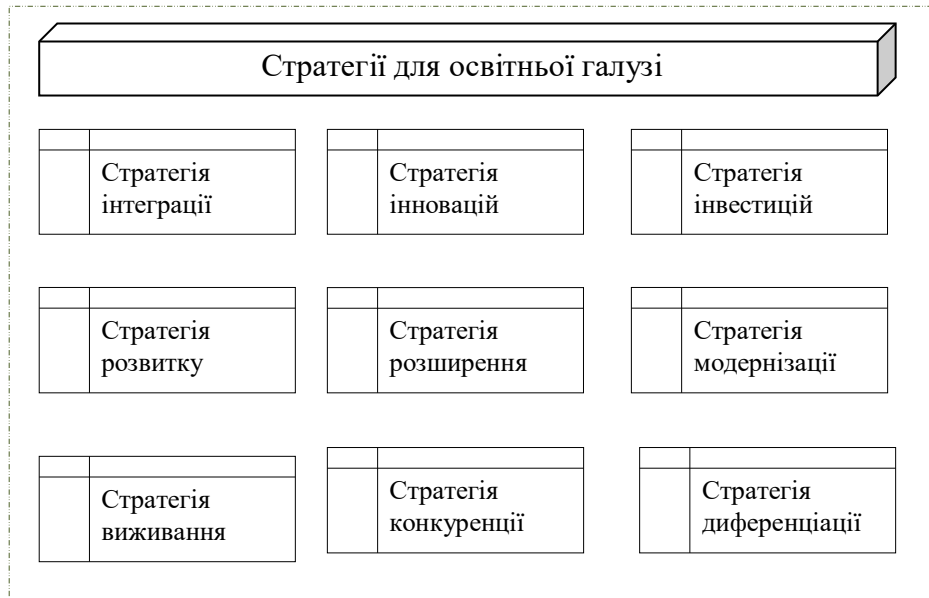 Стратегії для освітньої галузі
Стратегія
інтеграції
Стратегія
інновацій
Стратегія
інвестицій
Стратегія
розвитку
Стратегія
розширення
Стратегія
модернізації
Стратегія
виживання
Стратегія
конкуренції
Стратегія
диференціації